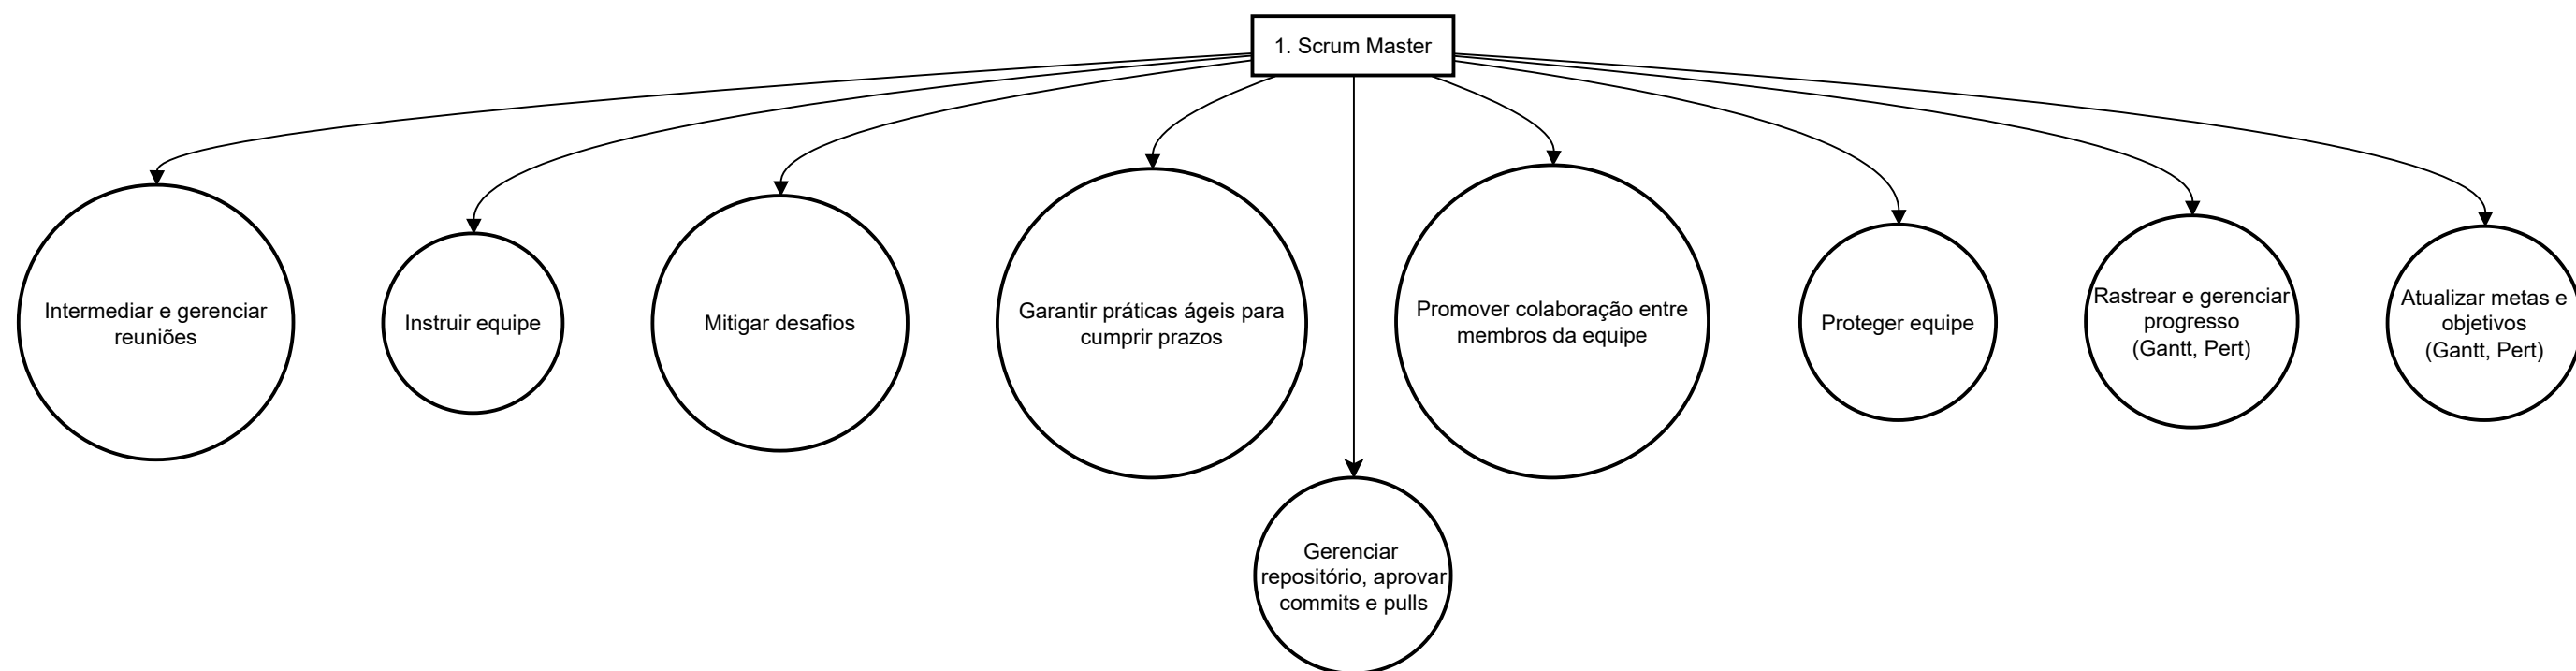 1. Scrum Master
Intermediar e gerenciar
reuniões
Instruir equipe
Mitigar desafios
Garantir práticas ágeis para
cumprir prazos
Promover colaboração entre
membros da equipe
Proteger equipe
Rastrear e gerenciar
progresso
(Gantt, Pert)
Atualizar metas e
objetivos
(Gantt, Pert)
Gerenciar
repositório, aprovar
commits e pulls